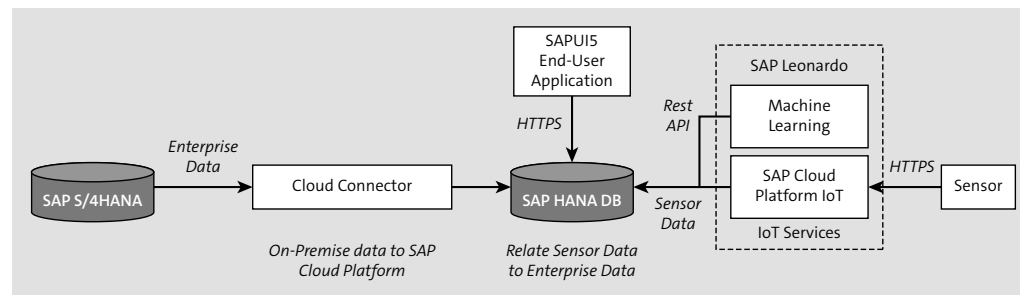 SAPUI5
End-User
Application
SAP Leonardo
Rest
API
Machine
Learning
HTTPS
Enterprise
Data
HTTPS
SAP S/4HANA
Cloud Connector
SAP HANA DB
SAP Cloud
Platform IoT
Sensor
Sensor
Data
IoT Services
On-Premise data to SAP
Cloud Platform
Relate Sensor Data
to Enterprise Data